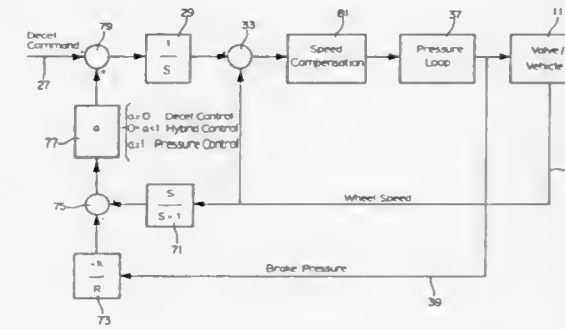 29
11
79
33
81
37
Decel
Command
1
S
Speed
Compensation
Pressure
Loop
Valve/
Vehicle
27
a
a=0 Decel Control
0<a<1 Hybrid Control
a=1 Pressure Control
77
75
S
S+1
Wheel Speed
71
-K
R
Brake Pressure
39
73